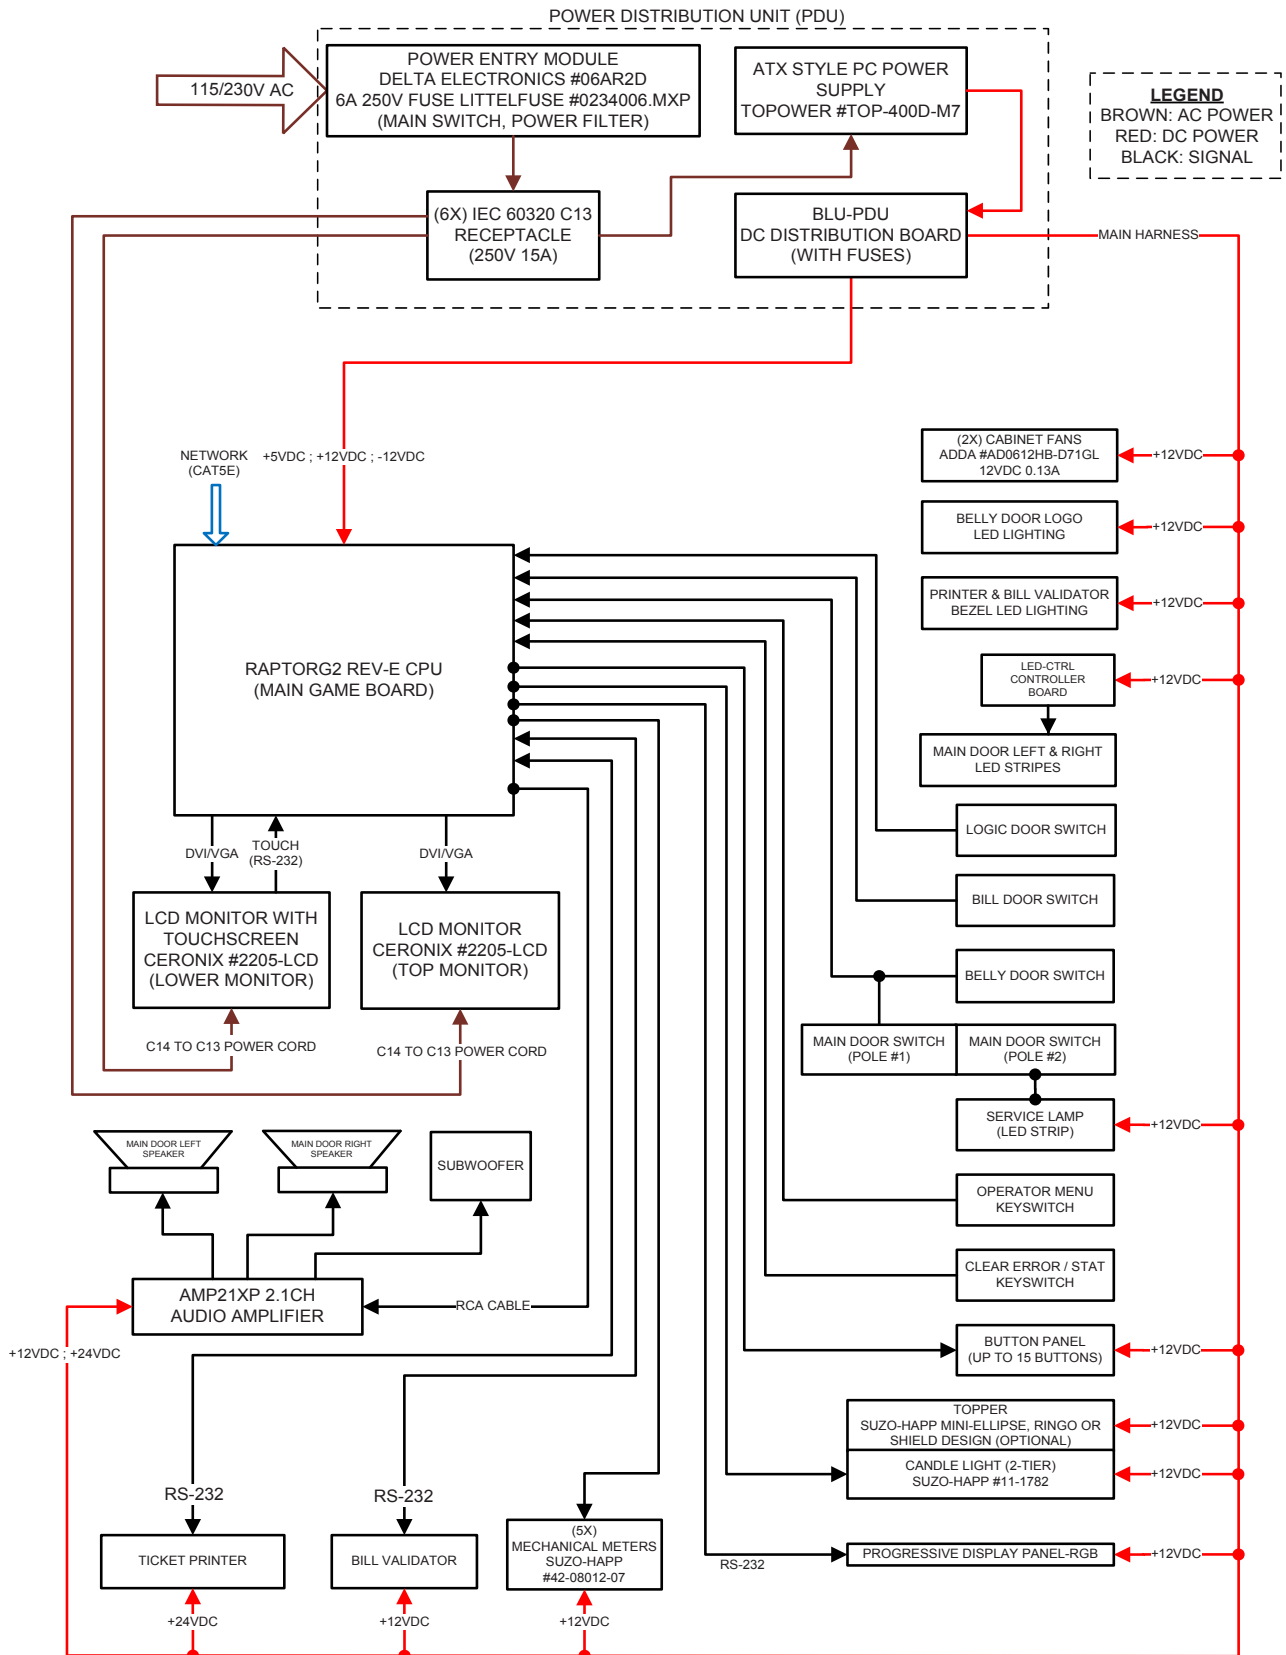 POWER DISTRIBUTION UNIT (PDU)
115/230V AC
POWER ENTRY MODULE
DELTA ELECTRONICS #06AR2D
6A 250V FUSE LITTELFUSE #0234006.MXP
(MAIN SWITCH, POWER FILTER)
ATX STYLE PC POWER
SUPPLY
TOPOWER #TOP-400D-M7
LEGEND
BROWN: AC POWER
RED: DC POWER
BLACK: SIGNAL
(6X) IEC 60320 C13
RECEPTACLE
(250V 15A)
BLU-PDU
DC DISTRIBUTION BOARD
(WITH FUSES)
MAIN HARNESS
NETWORK
(CAT5E)
+5VDC ; +12VDC ; -12VDC
(2X) CABINET FANS
ADDA #AD0612HB-D71GL
12VDC 0.13A
+12VDC
BELLY DOOR LOGO
LED LIGHTING
+12VDC
PRINTER & BILL VALIDATOR
BEZEL LED LIGHTING
+12VDC
RAPTORG2 REV-E CPU
(MAIN GAME BOARD)
LED-CTRL
CONTROLLER
BOARD
+12VDC
MAIN DOOR LEFT & RIGHT
LED STRIPES
LOGIC DOOR SWITCH
DVI/VGA
TOUCH
(RS-232)
DVI/VGA
BILL DOOR SWITCH
LCD MONITOR WITH
TOUCHSCREEN
CERONIX #2205-LCD
(LOWER MONITOR)
LCD MONITOR
CERONIX #2205-LCD
(TOP MONITOR)
BELLY DOOR SWITCH
C14 TO C13 POWER CORD
C14 TO C13 POWER CORD
MAIN DOOR SWITCH
(POLE #1)
MAIN DOOR SWITCH
(POLE #2)
SERVICE LAMP
(LED STRIP)
+12VDC
MAIN DOOR LEFT
SPEAKER
MAIN DOOR RIGHT
SPEAKER
SUBWOOFER
OPERATOR MENU
KEYSWITCH
CLEAR ERROR / STAT
KEYSWITCH
AMP21XP 2.1CH
AUDIO AMPLIFIER
RCA CABLE
+12VDC ; +24VDC
BUTTON PANEL
(UP TO 15 BUTTONS)
+12VDC
TOPPER
SUZO-HAPP MINI-ELLIPSE, RINGO OR
SHIELD DESIGN (OPTIONAL)
+12VDC
CANDLE LIGHT (2-TIER)
SUZO-HAPP #11-1782
+12VDC
RS-232
RS-232
TICKET PRINTER
BILL VALIDATOR
(5X)
MECHANICAL METERS
SUZO-HAPP
#42-08012-07
RS-232
PROGRESSIVE DISPLAY PANEL-RGB
+12VDC
+24VDC
+12VDC
+12VDC